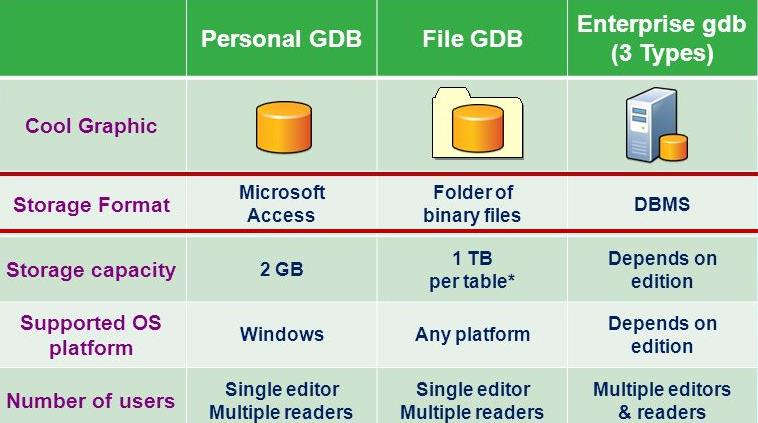 Personal GDB
File GDB
Enterprise gdb
(3 Types)
Cool Graphic
Storage Format
Microsoft
Access
Folder of
binary files
DBMS
Storage capacity
2 GB
1 TB
per table*
Depends on
edition
Supported OS
platform
Windows
Any platform
Depends on
edition
Number of users
Single editor
Multiple readers
Single editor
Multiple readers
Multiple editors
& readers